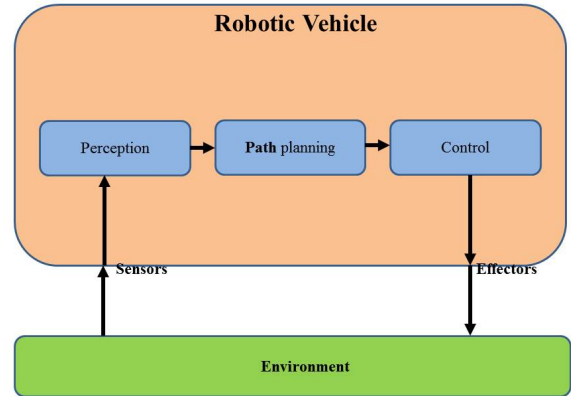 Robotic Vehicle
Perception
Path planning
Control
Sensors
Effectors
Environment